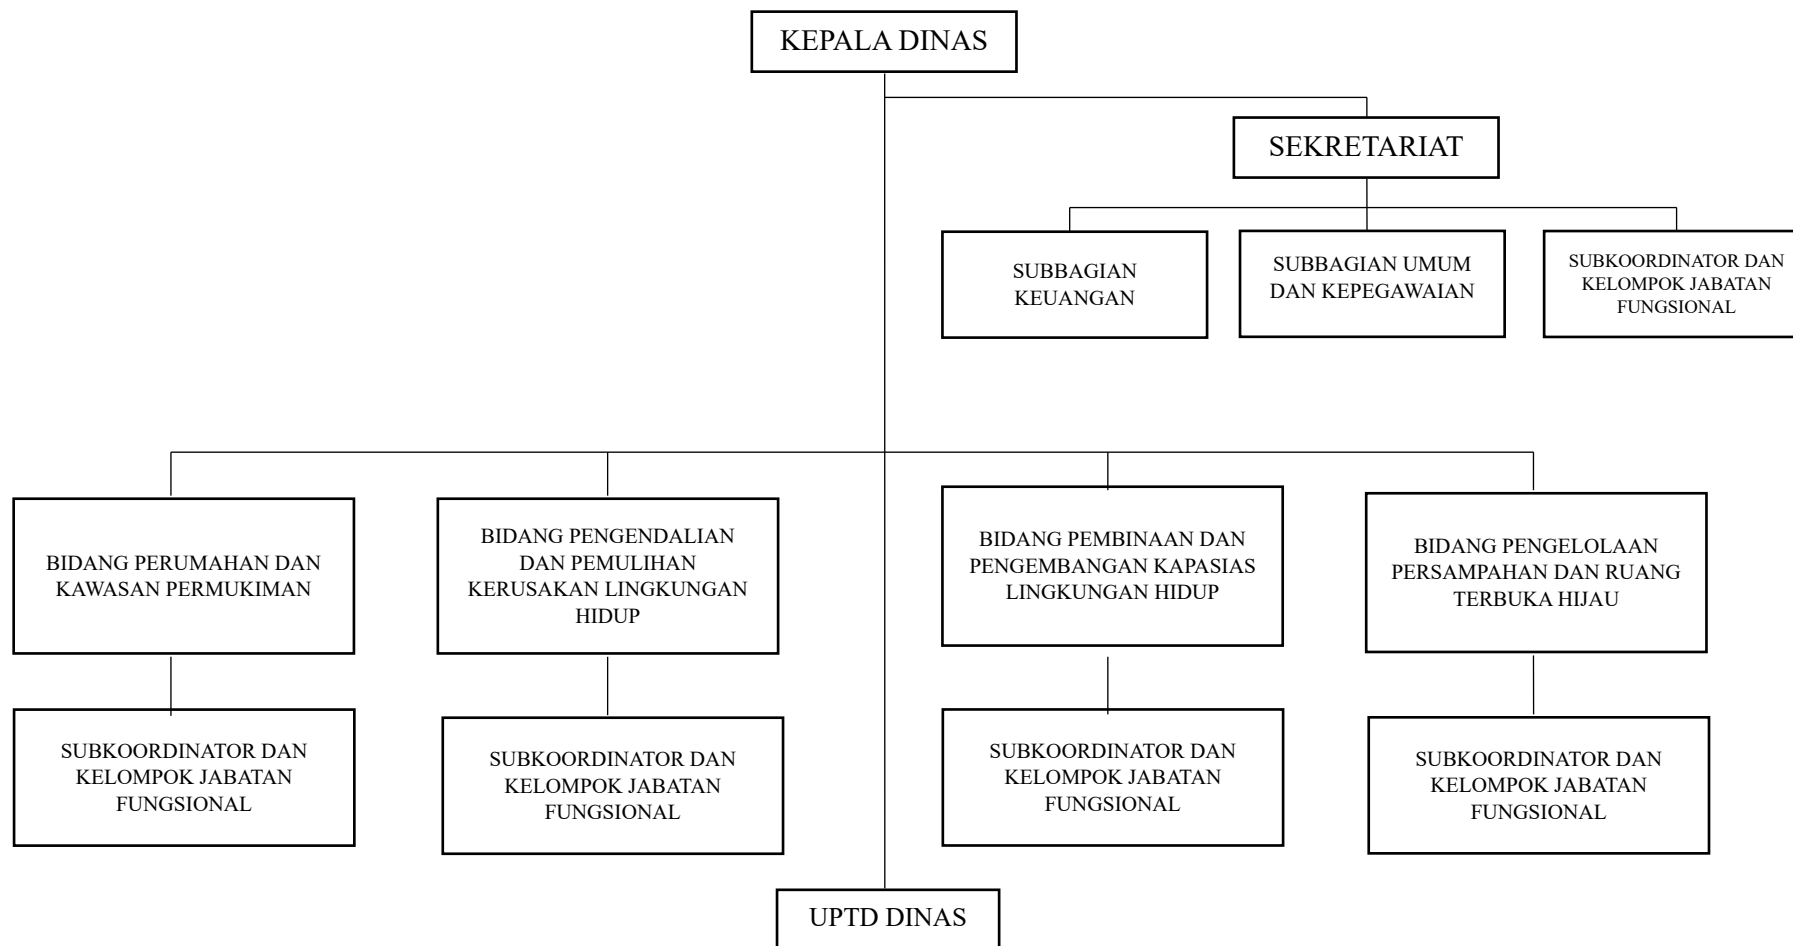 KEPALA DINAS
SEKRETARIAT
SUBBAGIAN
KEUANGAN
SUBBAGIAN UMUM
DAN KEPEGAWAIAN
SUBKOORDINATOR DAN
KELOMPOK JABATAN
FUNGSIONAL
BIDANG PERUMAHAN DAN
KAWASAN PERMUKIMAN
BIDANG PENGENDALIAN
DAN PEMULIHAN
KERUSAKAN LINGKUNGAN
HIDUP
BIDANG PEMBINAAN DAN
PENGEMBANGAN KAPASIAS
LINGKUNGAN HIDUP
BIDANG PENGELOLAAN
PERSAMPAHAN DAN RUANG
TERBUKA HIJAU
SUBKOORDINATOR DAN
KELOMPOK JABATAN
FUNGSIONAL
SUBKOORDINATOR DAN
KELOMPOK JABATAN
FUNGSIONAL
SUBKOORDINATOR DAN
KELOMPOK JABATAN
FUNGSIONAL
SUBKOORDINATOR DAN
KELOMPOK JABATAN
FUNGSIONAL
UPTD DINAS